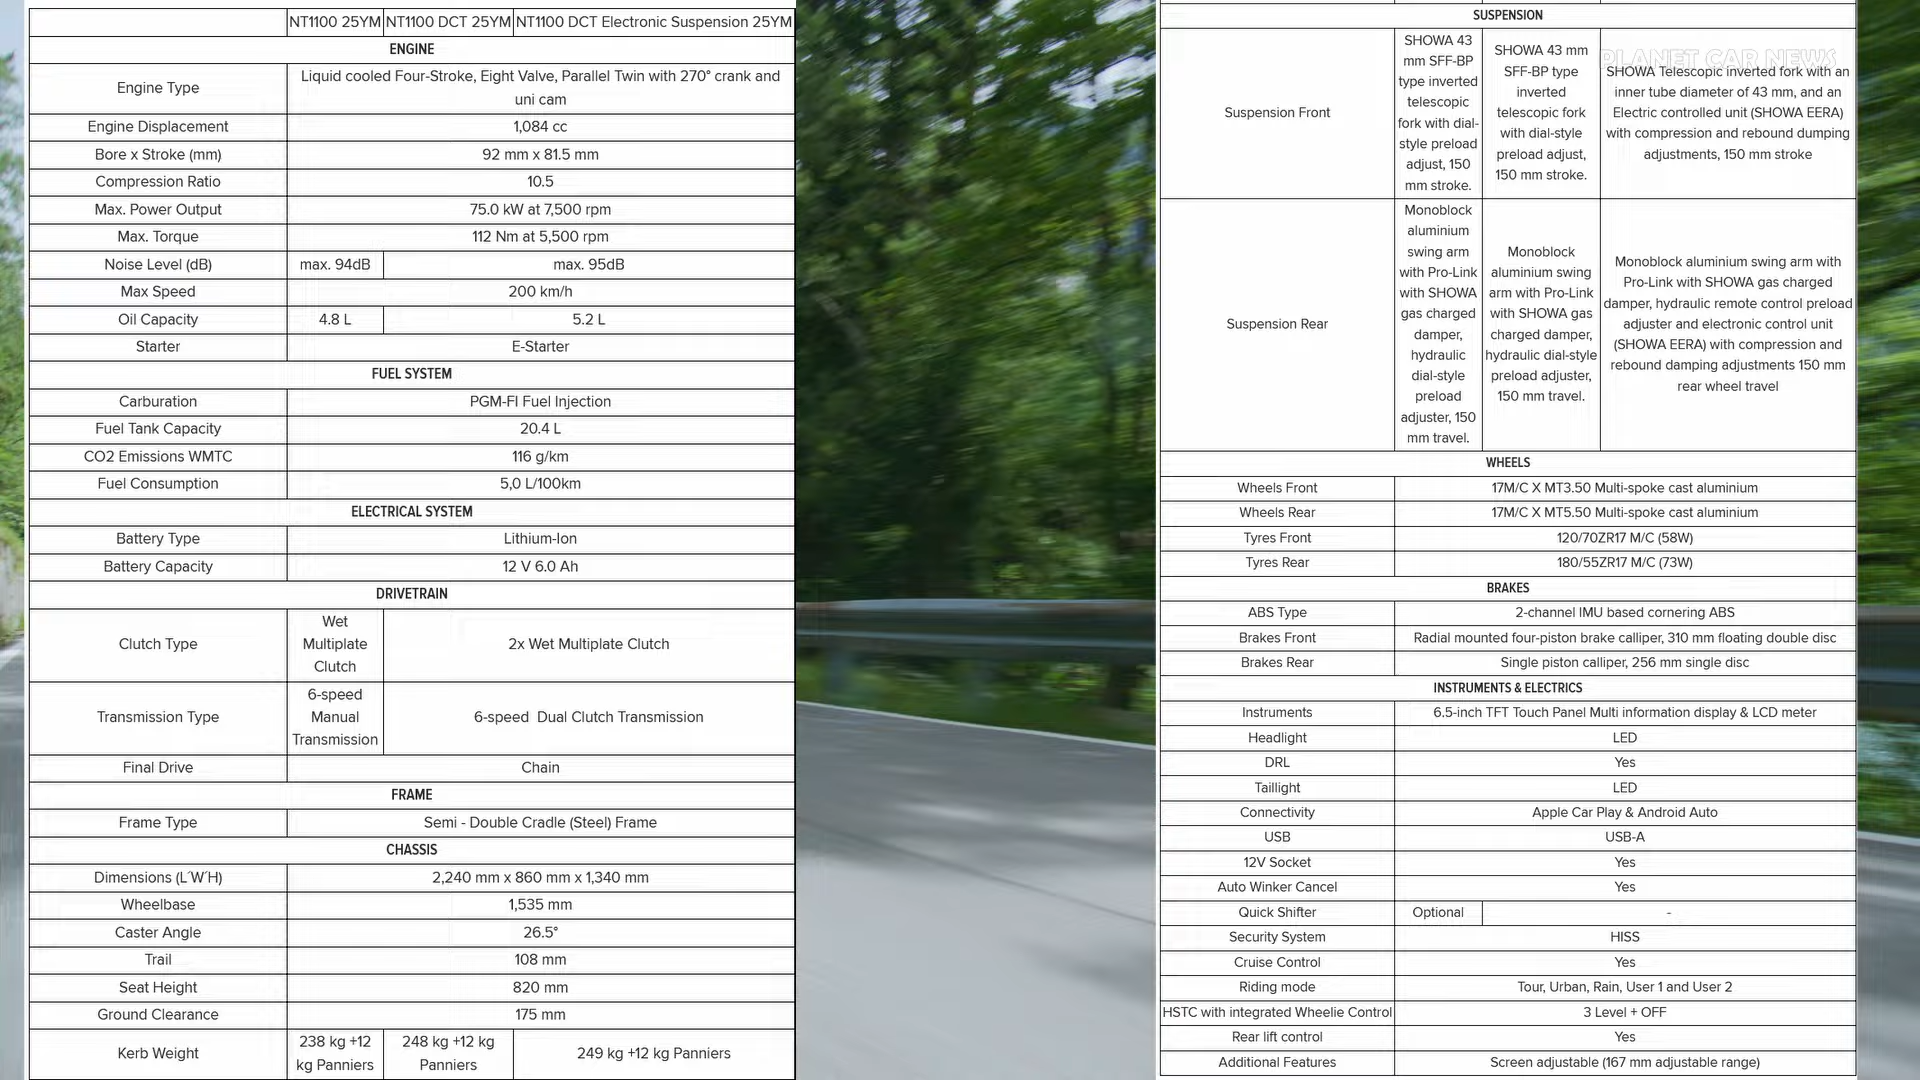 NT1100 25YM NT1100 DCT 25YM NT1100 DCT Electronic Suspension 25YM
ENGINE
Engine Type Liquid cooled Four-Stroke, Eight Valve, Parallel Twin with 270° crank and
uni cam
Engine Displacement 1,084 cc
Bore x Stroke (mm) 92 mm x 81.5 mm
Compression Ratio 10.5
Max. Power Output 75.0 kW at 7,500 rpm
Max. Torque 112 Nm at 5,500 rpm
Noise Level (dB) max. 94dB max. 95dB
Max Speed 200 km/h
Oil Capacity 4.8 L 5.2 L
Starter E-Starter
FUEL SYSTEM
Carburation PGM-FI Fuel Injection
Fuel Tank Capacity 20.4 L
CO2 Emissions WMTC 116 g/km
Fuel Consumption 5,0 L/100km
ELECTRICAL SYSTEM
Battery Type Lithium-Ion
Battery Capacity 12 V 6.0 Ah
DRIVETRAIN
Clutch Type
Wet
Multiplate
Clutch
2x Wet Multiplate Clutch
Transmission Type
6-speed
Manual
Transmission
6-speed Dual Clutch Transmission
Final Drive Chain
FRAME
Frame Type Semi - Double Cradle (Steel) Frame
CHASSIS
Dimensions (L´W´H) 2,240 mm x 860 mm x 1,340 mm
Wheelbase 1,535 mm
Caster Angle 26.5°
Trail 108 mm
Seat Height 820 mm
Ground Clearance 175 mm
Kerb Weight
238 kg +12
kg Panniers
248 kg +12 kg
Panniers
249 kg +12 kg Panniers
SUSPENSION
Suspension Front
SHOWA 43
mm SFF-BP
type inverted
telescopic
fork with dial-
style preload
adjust, 150
mm stroke.
SHOWA 43 mm
SFF-BP type
inverted
telescopic fork
with dial-style
preload adjust,
150 mm stroke.
PLANET CAR NEWS
SHOWA Telescopic inverted fork with an
inner tube diameter of 43 mm, and an
Electric controlled unit (SHOWA EERA)
with compression and rebound dumping
adjustments, 150 mm stroke
Suspension Rear
Monoblock
aluminium
swing arm
with Pro-Link
with SHOWA
gas charged
damper,
hydraulic
dial-style
preload
adjuster, 150
mm travel.
Monoblock
aluminium swing
arm with Pro-Link
with SHOWA gas
charged damper,
hydraulic dial-style
preload adjuster,
150 mm travel.
Monoblock aluminium swing arm with
Pro-Link with SHOWA gas charged
damper, hydraulic remote control preload
adjuster and electronic control unit
(SHOWA EERA) with compression and
rebound damping adjustments 150 mm
rear wheel travel
WHEELS
Wheels Front 17M/C X MT3.50 Multi-spoke cast aluminium
Wheels Rear 17M/C X MT5.50 Multi-spoke cast aluminium
Tyres Front 120/70ZR17 M/C (58W)
Tyres Rear 180/55ZR17 M/C (73W)
BRAKES
ABS Type 2-channel IMU based cornering ABS
Brakes Front Radial mounted four-piston brake calliper, 310 mm floating double disc
Brakes Rear Single piston calliper, 256 mm single disc
INSTRUMENTS & ELECTRICS
Instruments 6.5-inch TFT Touch Panel Multi information display & LCD meter
Headlight LED
DRL Yes
Taillight LED
Connectivity Apple Car Play & Android Auto
USB USB-A
12V Socket Yes
Auto Winker Cancel Yes
Quick Shifter Optional -
Security System HISS
Cruise Control Yes
Riding mode Tour, Urban, Rain, User 1 and User 2
HSTC with integrated Wheelie Control 3 Level + OFF
Rear lift control Yes
Additional Features Screen adjustable (167 mm adjustable range)